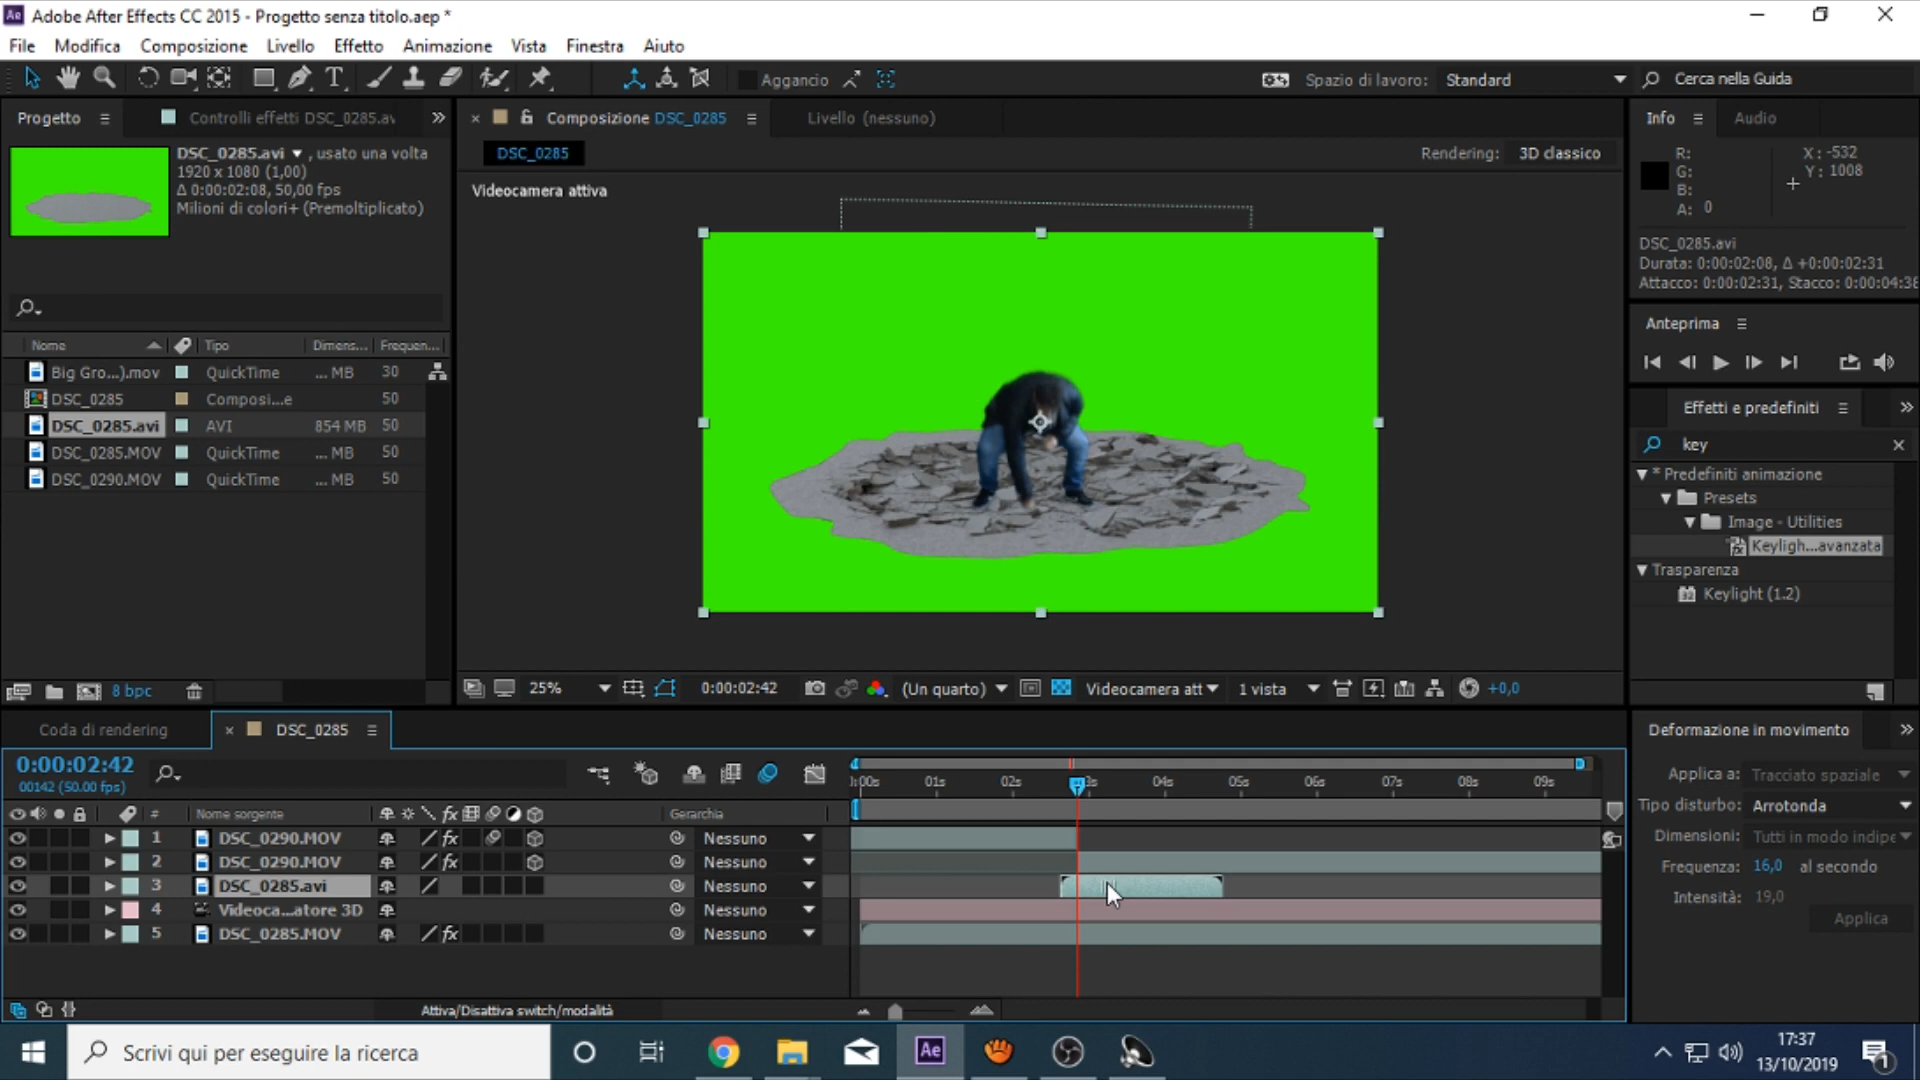 Ae Adobe After Effects CC 2015 - Progetto senza titolo.aep *
File Modifica Composizione Livello Effetto Animazione Vista Finestra Aiuto
Aggancio Spazio di lavoro: Standard Cerca nella Guida
Progetto Controlli effetti DSC_0285.av
Composizione DSC_0285 Livello (nessuno)
Info Audio
DSC_0285.avi , usato una volta
1920 x 1080 (1,00)
Δ 0:00:02:08, 50,00 fps
Milioni di colori+ (Premoltiplicato)
DSC_0285 Rendering: 3D classico
Videocamera attiva
R:
G:
B:
A: 0
X: -532
Y: 1008
DSC_0285.avi
Durata: 0:00:02:08, Δ +0:00:02:31
Attacco: 0:00:02:31, Stacco: 0:00:04:38
Nome Tipo Dimens... Frequen...
Big Gro...).mov QuickTime ... MB 30
DSC_0285 Composi...e 50
DSC_0285.avi AVI 854 MB 50
DSC_0285.MOV QuickTime ... MB 50
DSC_0290.MOV QuickTime ... MB 50
Anteprima
Effetti e predefiniti
key
* Predefiniti animazione
Presets
Image - Utilities
Keyligh...avanzata
Trasparenza
Keylight (1.2)
8 bpc
25% 0:00:02:42 (Un quarto) Videocamera att 1 vista +0,0
Coda di rendering DSC_0285
0:00:02:42
00142 (50.00 fps)
:00s 01s 02s 3s 04s 05s 06s 07s 08s 09s
# Nome sorgente fx Gerarchia
1 DSC_0290.MOV fx Nessuno
2 DSC_0290.MOV fx Nessuno
3 DSC_0285.avi Nessuno
4 Videoca...atore 3D Nessuno
5 DSC_0285.MOV fx Nessuno
Attiva/Disattiva switch/modalità
Deformazione in movimento
Applica a: Tracciato spaziale
Tipo disturbo: Arrotonda
Dimensioni: Tutti in modo indipe
Frequenza: 16,0 al secondo
Intensità: 19,0
Applica
Scrivi qui per eseguire la ricerca
Ae
17:37
13/10/2019
1